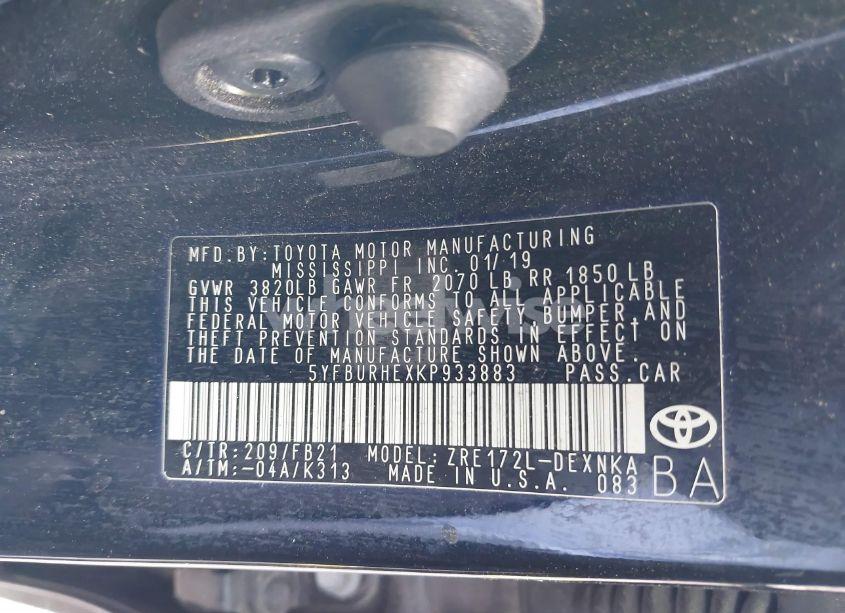 MFD.BY:TOYOTA MOTOR MANUFACTURING
MISSISSIPPI INC. 01/19
GVWR 3820LB GAWR FR 2070 LB RR 1850 LB
THIS VEHICLE CONFORMS TO ALL APPLICABLE
FEDERAL MOTOR VEHICLE SAFETY, BUMPER, AND
THEFT PREVENTION STANDARDS IN EFFECT ON
THE DATE OF MANUFACTURE SHOWN ABOVE.
5YFBURHEXKP933883 PASS.CAR
C/TR:209/FB21 MODEL:ZRE172L-DEXNKA
A/TM:-04A/K313 MADE IN U.S.A. 083
BA